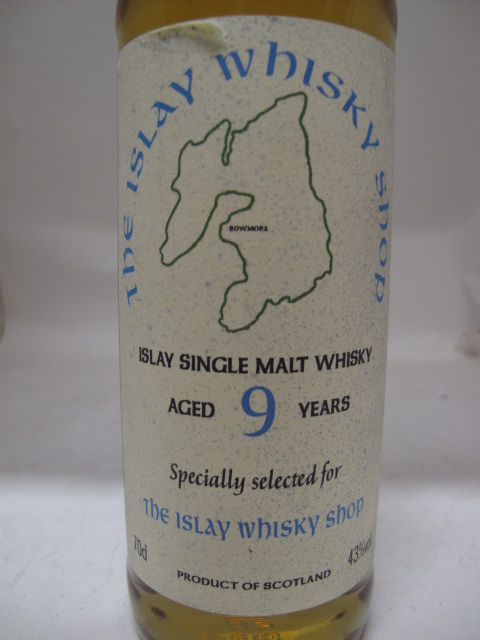 THE ISLAY WHISKY SHOP
BOWMORE
ISLAY SINGLE MALT WHISKY
AGED 9 YEARS
Specially selected for
THE ISLAY WHISKY SHOP
70cl 43%vol
PRODUCT OF SCOTLAND